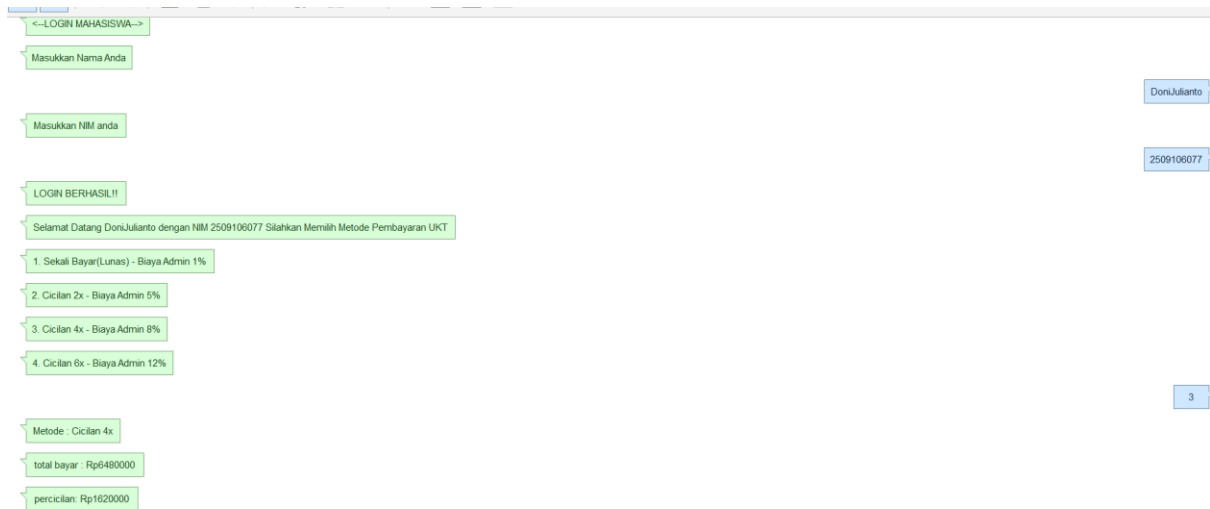 <--LOGIN MAHASISWA-->
Masukkan Nama Anda
DoniJulianto
Masukkan NIM anda
2509106077
LOGIN BERHASIL!!
Selamat Datang DoniJulianto dengan NIM 2509106077 Silahkan Memilih Metode Pembayaran UKT
1. Sekali Bayar(Lunas) - Biaya Admin 1%
2. Cicilan 2x - Biaya Admin 5%
3. Cicilan 4x - Biaya Admin 8%
4. Cicilan 6x - Biaya Admin 12%
3
Metode : Cicilan 4x
total bayar : Rp6480000
percicilan: Rp1620000